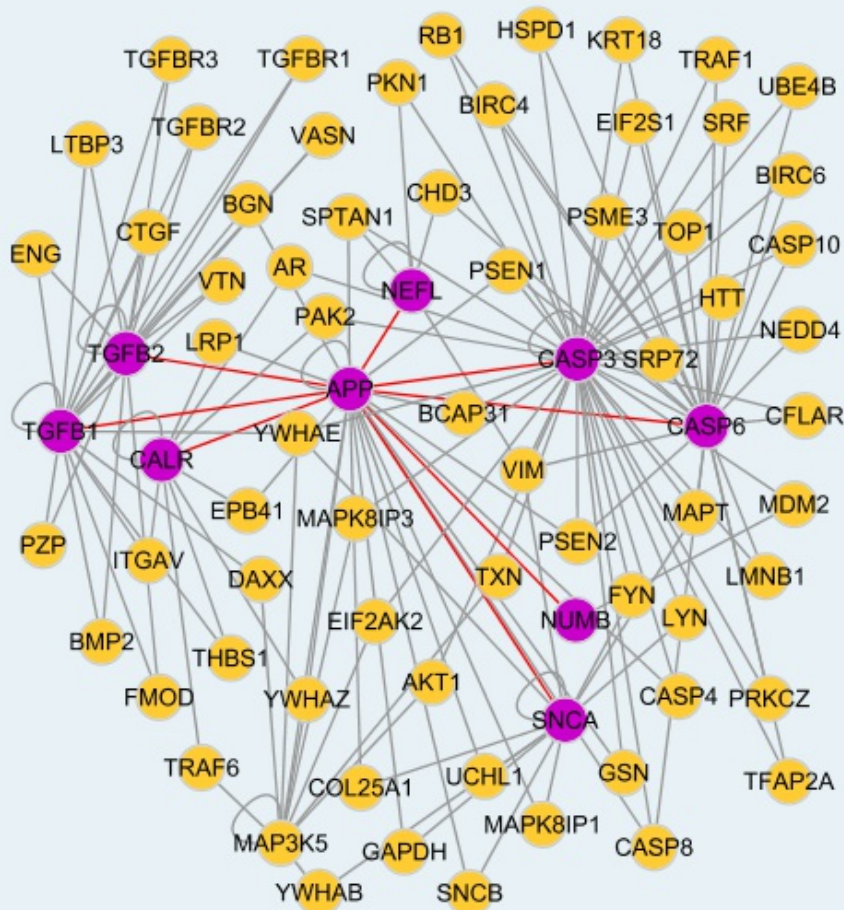 HSPD1
RB1
KRT18
TGFBR3
TGFBR1
TRAF1
PKN1
UBE4B
BIRC4
EIF2S1
SRF
TGFBR2
VASN
LTBP3
BIRC6
CHD3
BGN
SPTAN1
PSME3
CTGF
TOP1
CASP10
ENG
AR
PSEN1
VTN
NEFL
HTT
PAK2
NEDD4
LRP1
TGFB2
CASP3
SRP72
APP
BCAP31
CFLAR
TGFB1
YWHAE
CASP6
CALR
VIM
EPB41
MAPK8IP3
MAPT
MDM2
PZP
ITGAV
PSEN2
DAXX
TXN
LMNB1
FYN
EIF2AK2
NUMB
LYN
BMP2
THBS1
AKT1
FMOD
YWHAZ
CASP4
PRKCZ
SNCA
TRAF6
COL25A1
UCHL1
GSN
TFAP2A
MAPK8IP1
MAP3K5
GAPDH
CASP8
YWHAB
SNCB